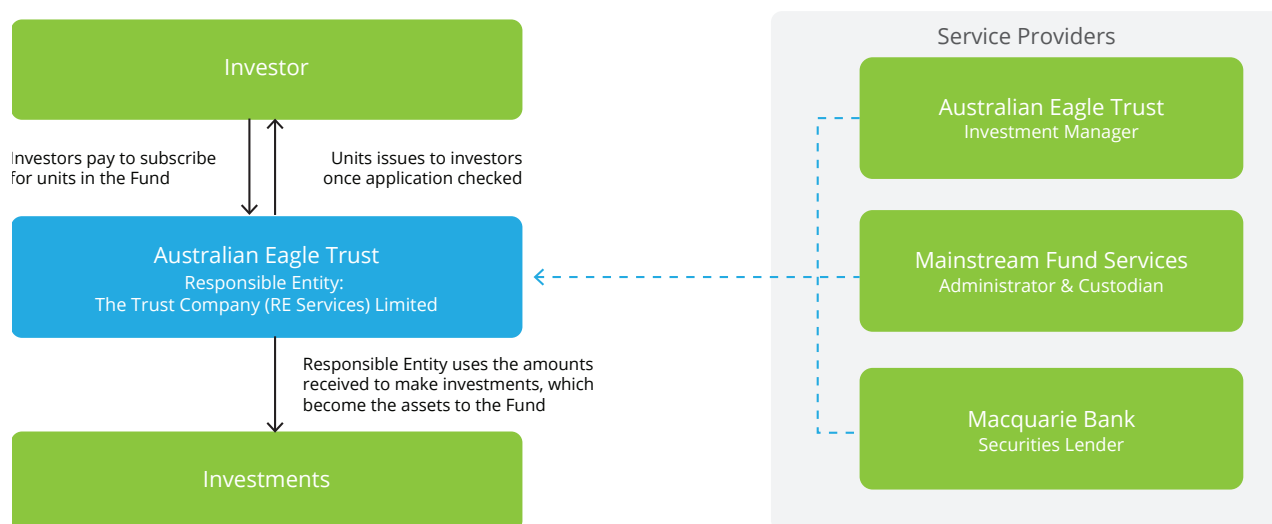 Investor
Investors pay to subscribe
for units in the Fund
Units issues to investors
once application checked
Australian Eagle Trust
Responsible Entity:
The Trust Company (RE Services) Limited
Responsible Entity uses the amounts
received to make investments, which
become the assets to the Fund
Investments
Service Providers
Australian Eagle Trust
Investment Manager
Mainstream Fund Services
Administrator & Custodian
Macquarie Bank
Securities Lender